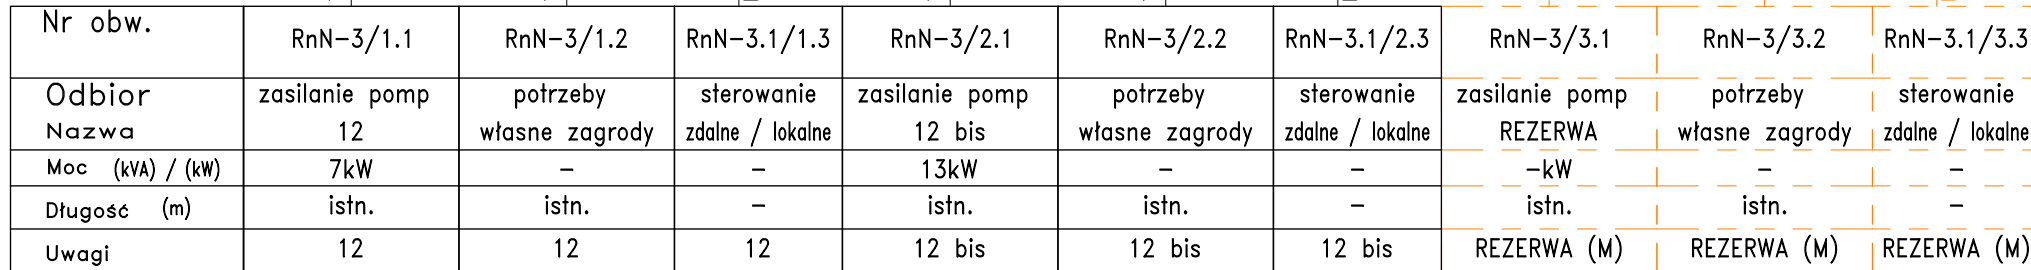 Nr obw. RnN-3/1.1 RnN-3/1.2 RnN-3.1/1.3 RnN-3/2.1 RnN-3/2.2 RnN-3.1/2.3 RnN-3/3.1 RnN-3/3.2 RnN-3.1/3.3
Odbior zasilanie pomp potrzeby sterowanie zasilanie pomp potrzeby sterowanie zasilanie pomp potrzeby sterowanie
Nazwa 12 własne zagrody zdalne / lokalne 12 bis własne zagrody zdalne / lokalne REZERWA własne zagrody zdalne / lokalne
Moc (kVA) / (kW) 7kW - - 13kW - - -kW - -
Długość (m) istn. istn. - istn. istn. - istn. istn. -
Uwagi 12 12 12 12 bis 12 bis 12 bis REZERWA (M) REZERWA (M) REZERWA (M)